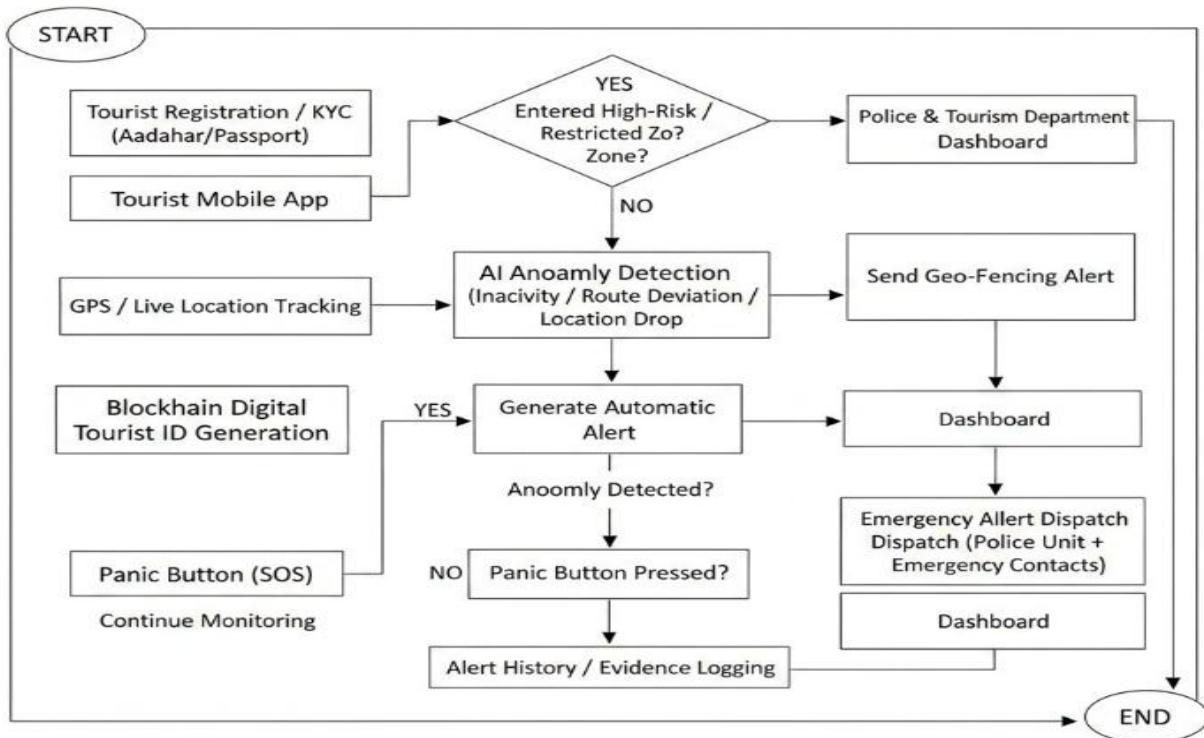 START
Tourist Registration / KYC
(Aadahar/Passport)
Tourist Mobile App
YES
Entered High-Risk /
Restricted Zo?
Zone?
NO
Police & Tourism Department
Dashboard
GPS / Live Location Tracking
AI Anoamly Detection
(Inacivity / Route Deviation /
Location Drop
Send Geo-Fencing Alert
Blockhain Digital
Tourist ID Generation
YES
Generate Automatic
Alert
Dashboard
Anoomly Detected?
Emergency Allert Dispatch
Dispatch (Police Unit +
Emergency Contacts)
Panic Button (SOS)
Continue Monitoring
NO
Panic Button Pressed?
Dashboard
Alert History / Evidence Logging
END